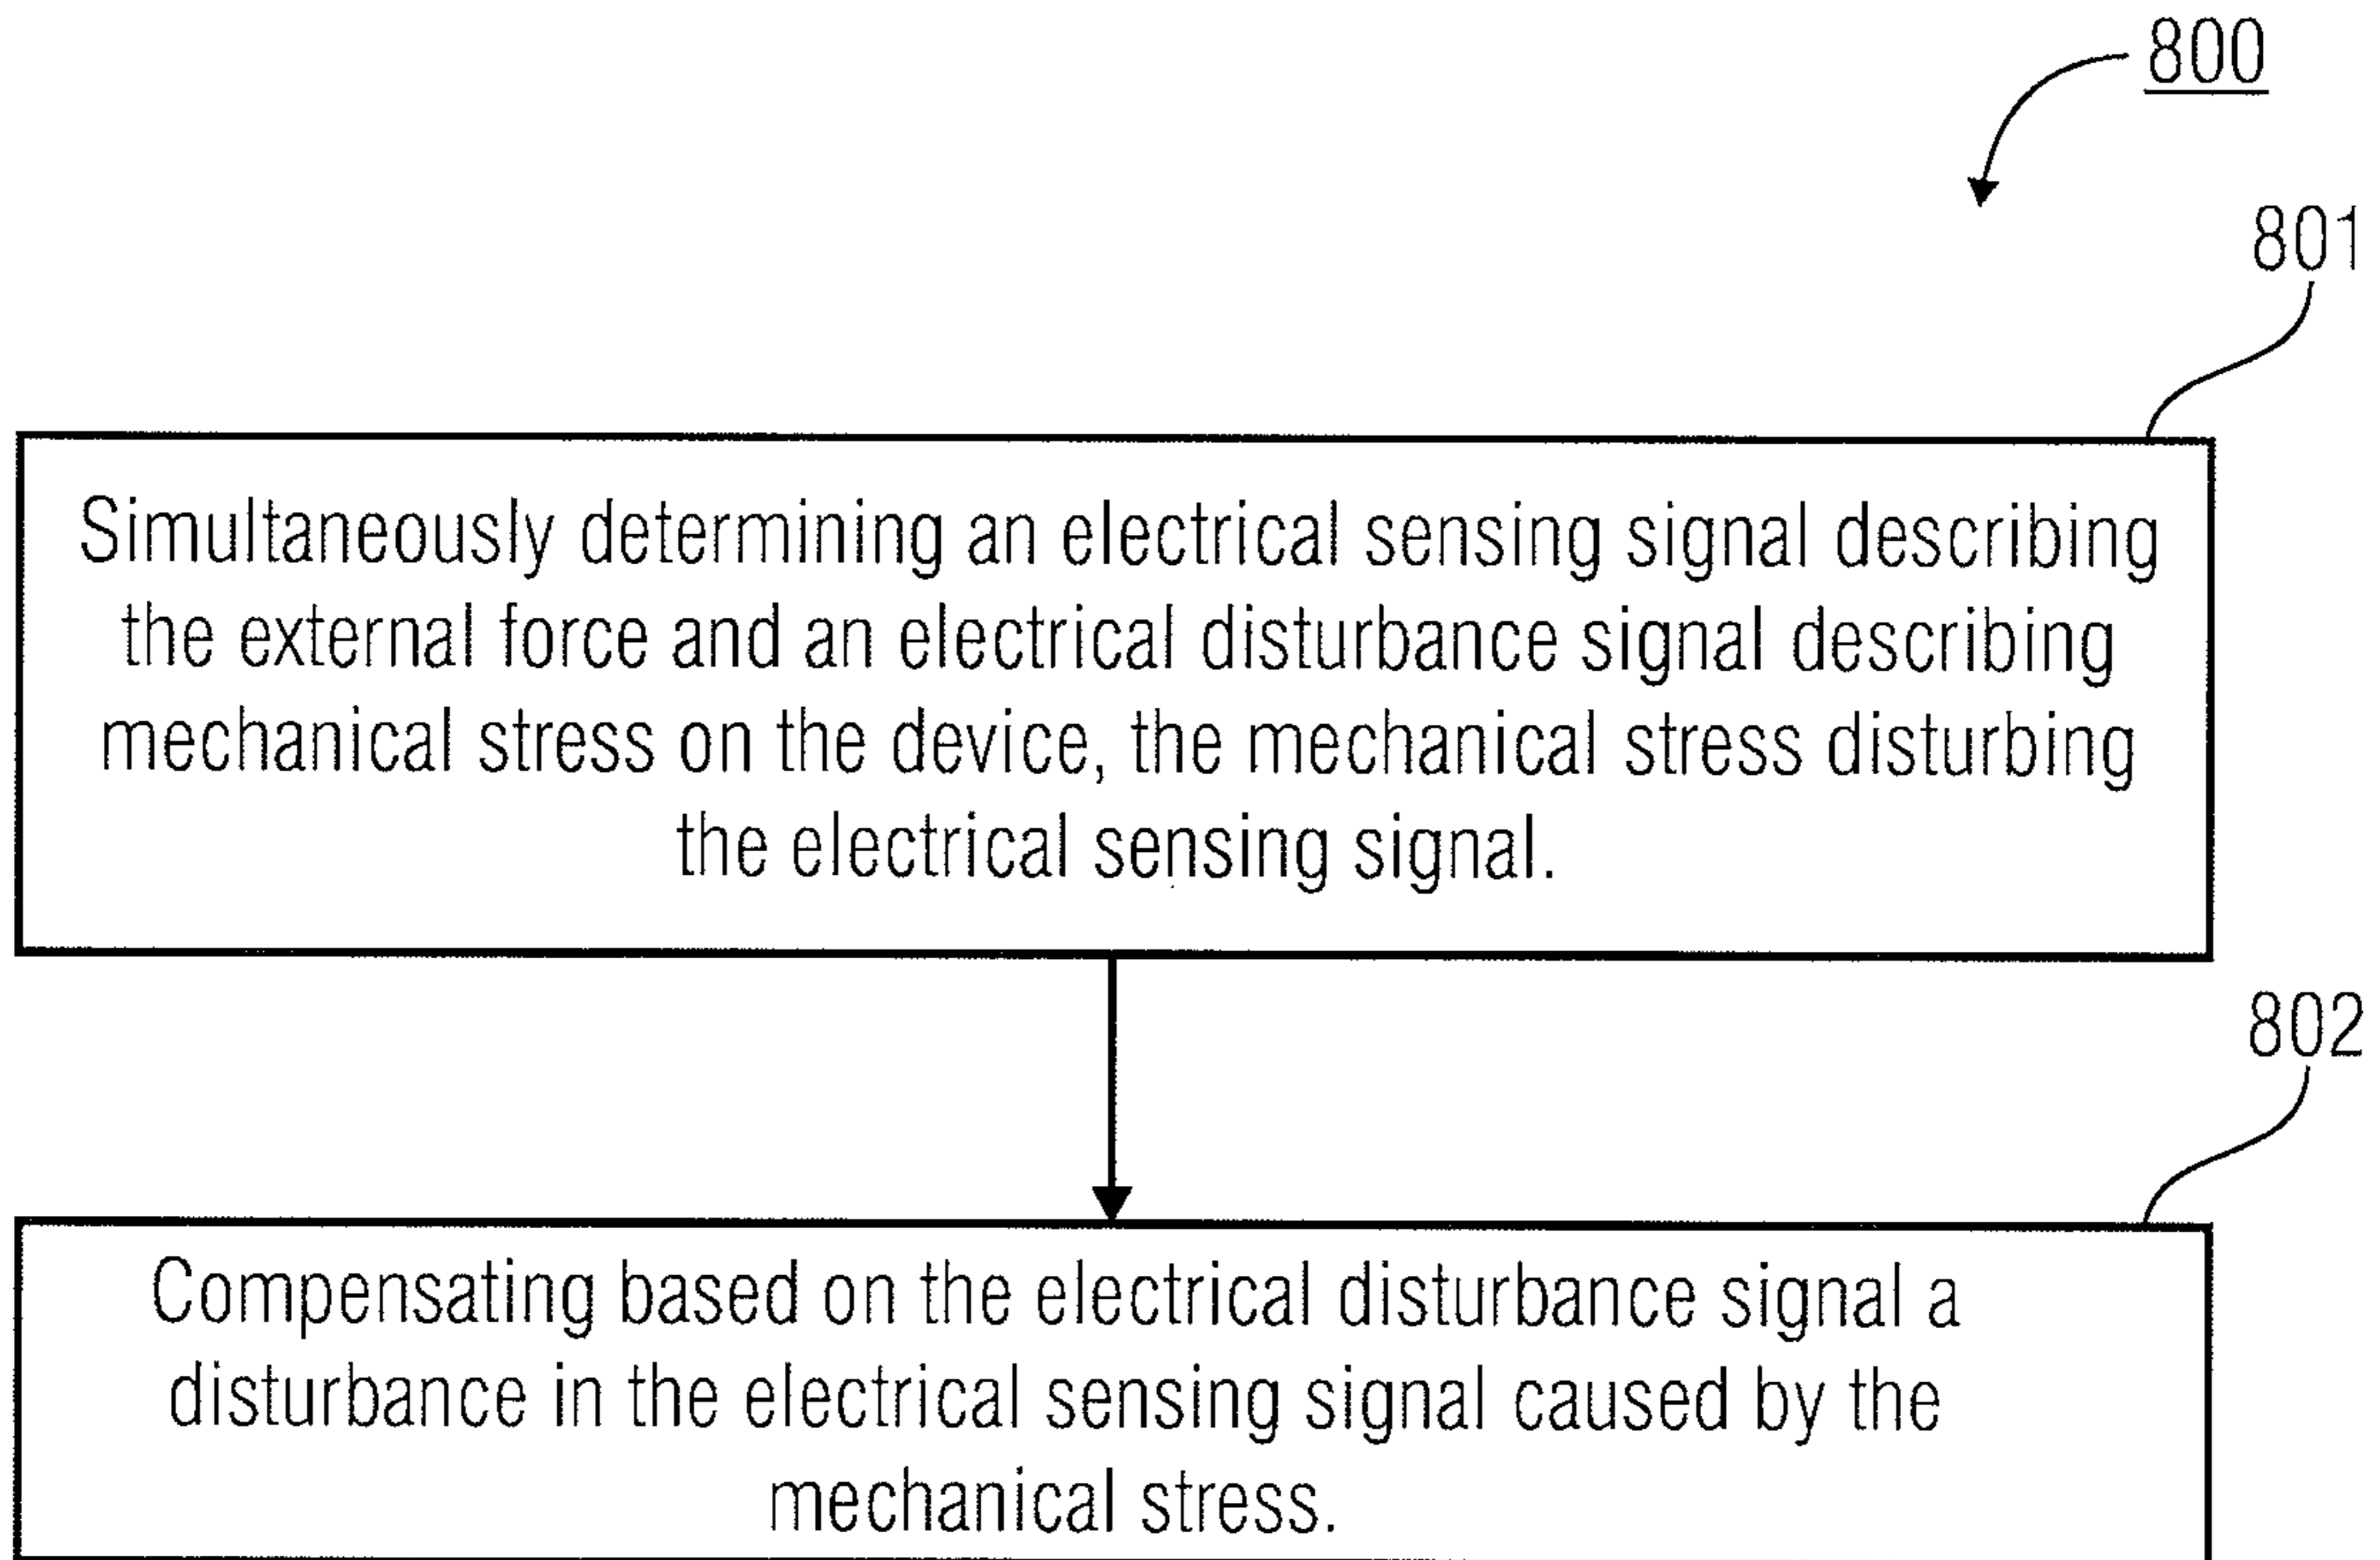 800
801
Simultaneously determining an electrical sensing signal describing
the external force and an electrical disturbance signal describing
mechanical stress on the device, the mechanical stress disturbing
the electrical sensing signal.
802
Compensating based on the electrical disturbance signal a
disturbance in the electrical sensing signal caused by the
mechanical stress.